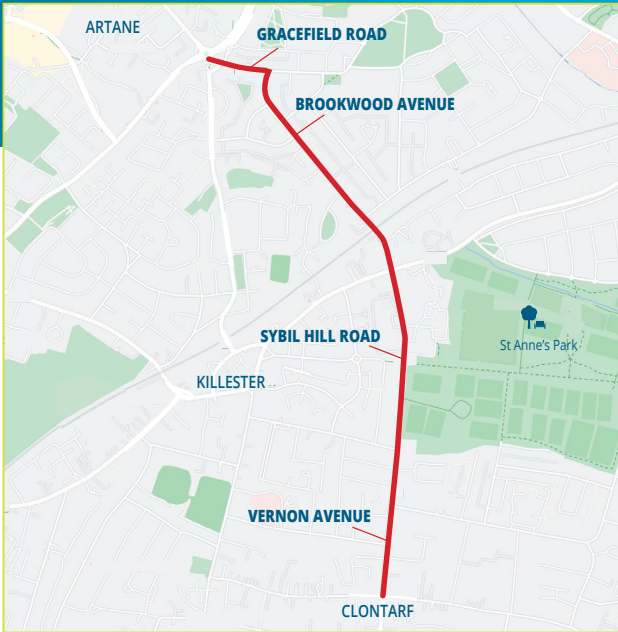 ARTANE
GRACEFIELD ROAD
BROOKWOOD AVENUE
SYBIL HILL ROAD
St Anne's Park
KILLESTER
VERNON AVENUE
CLONTARF